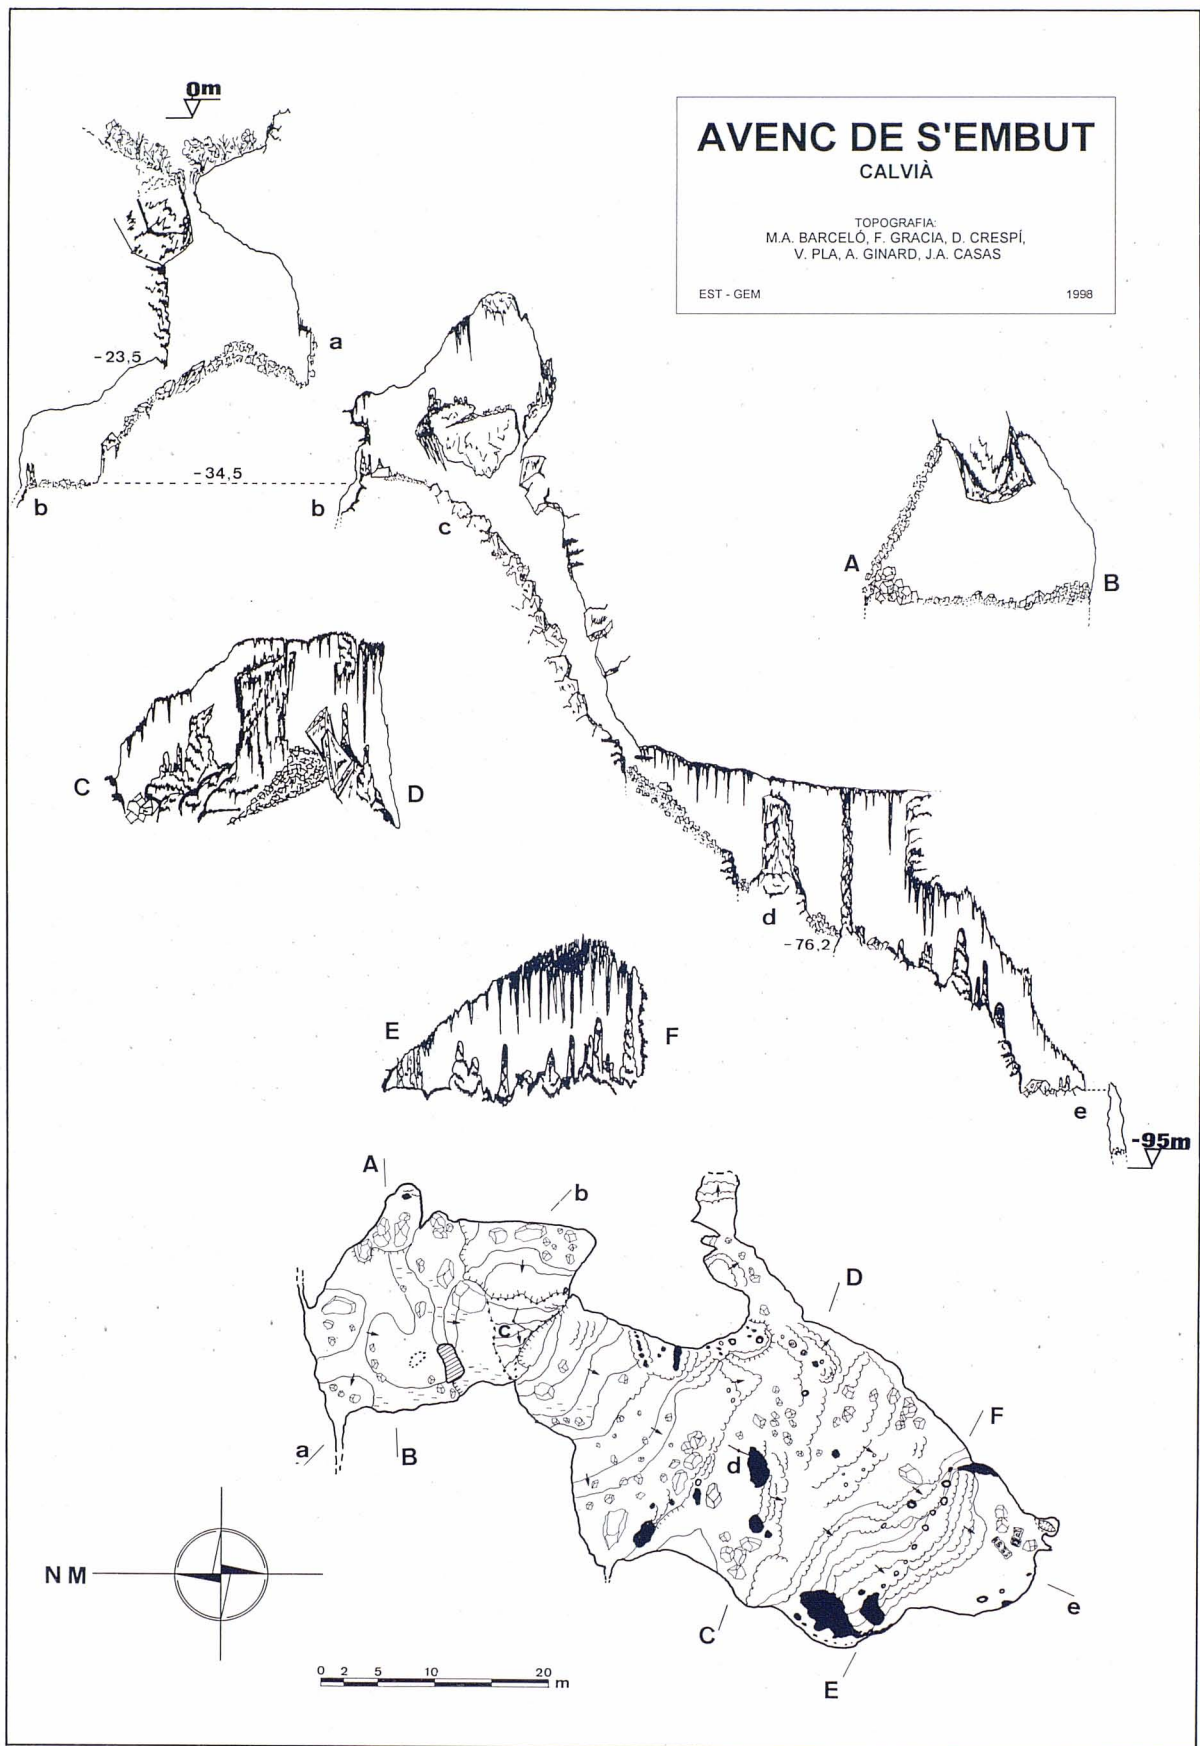 0m
AVENC DE S'EMBUT
CALVIÀ
TOPOGRAFIA:
M.A. BARCELÓ, F. GRACIA, D. CRESPÍ,
V. PLA, A. GINARD, J.A. CASAS
EST - GEM 1998
a
-23,5
-34,5
b
b
c
A
B
C
D
d
-76,2
E
F
e
-95m
A
b
D
c
F
a
B
d
NM
e
C
E
0 2 5 10 20 m